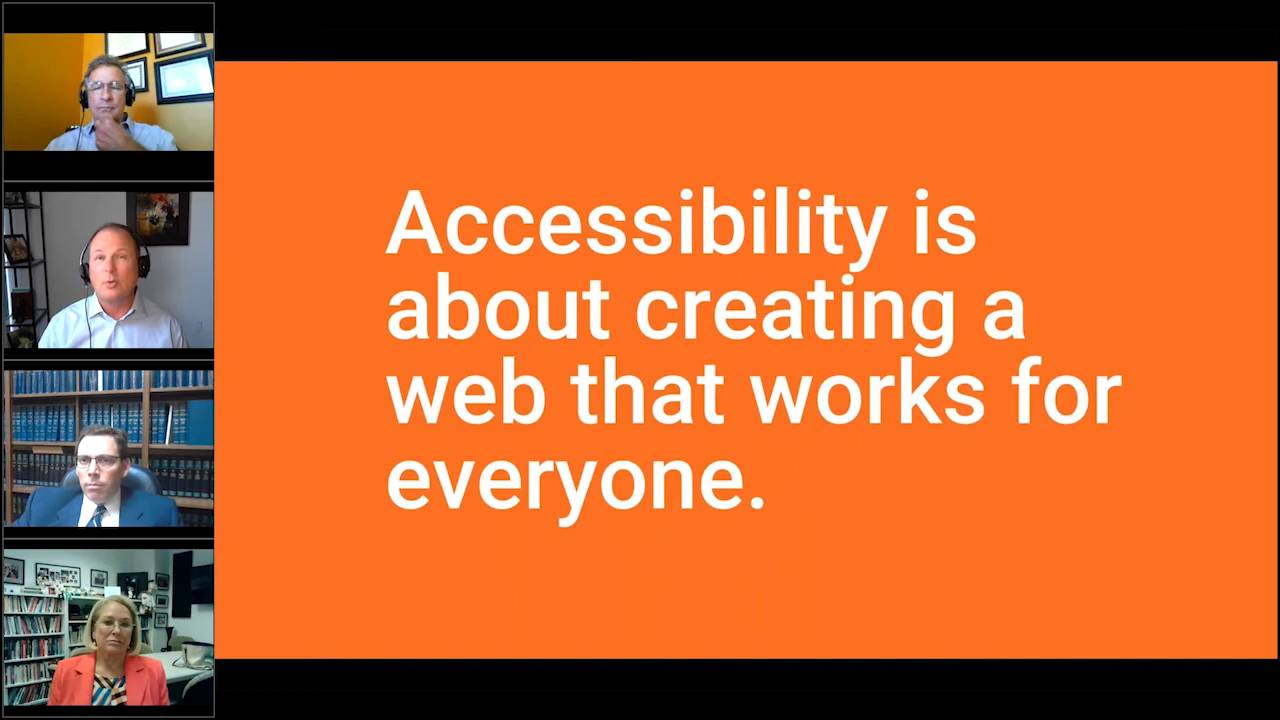 Accessibility is
about creating a
web that works for
everyone.